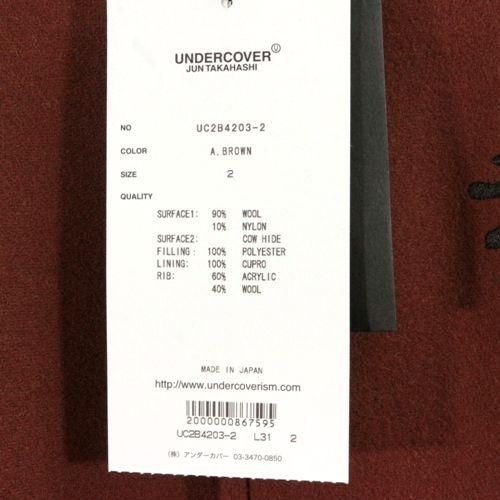 UNDERCOVER U
JUN TAKAHASHI
NO UC2B4203-2
COLOR A.BROWN
SIZE 2
QUALITY
SURFACE1: 90% WOOL
10% NYLON
SURFACE2: COW HIDE
FILLING: 100% POLYESTER
LINING: 100% CUPRO
RIB: 60% ACRYLIC
40% WOOL
MADE IN JAPAN
http://www.undercoverism.com
2000000867595
UC2B4203-2 L31 2
(株) アンダーカバー 03-3470-0850